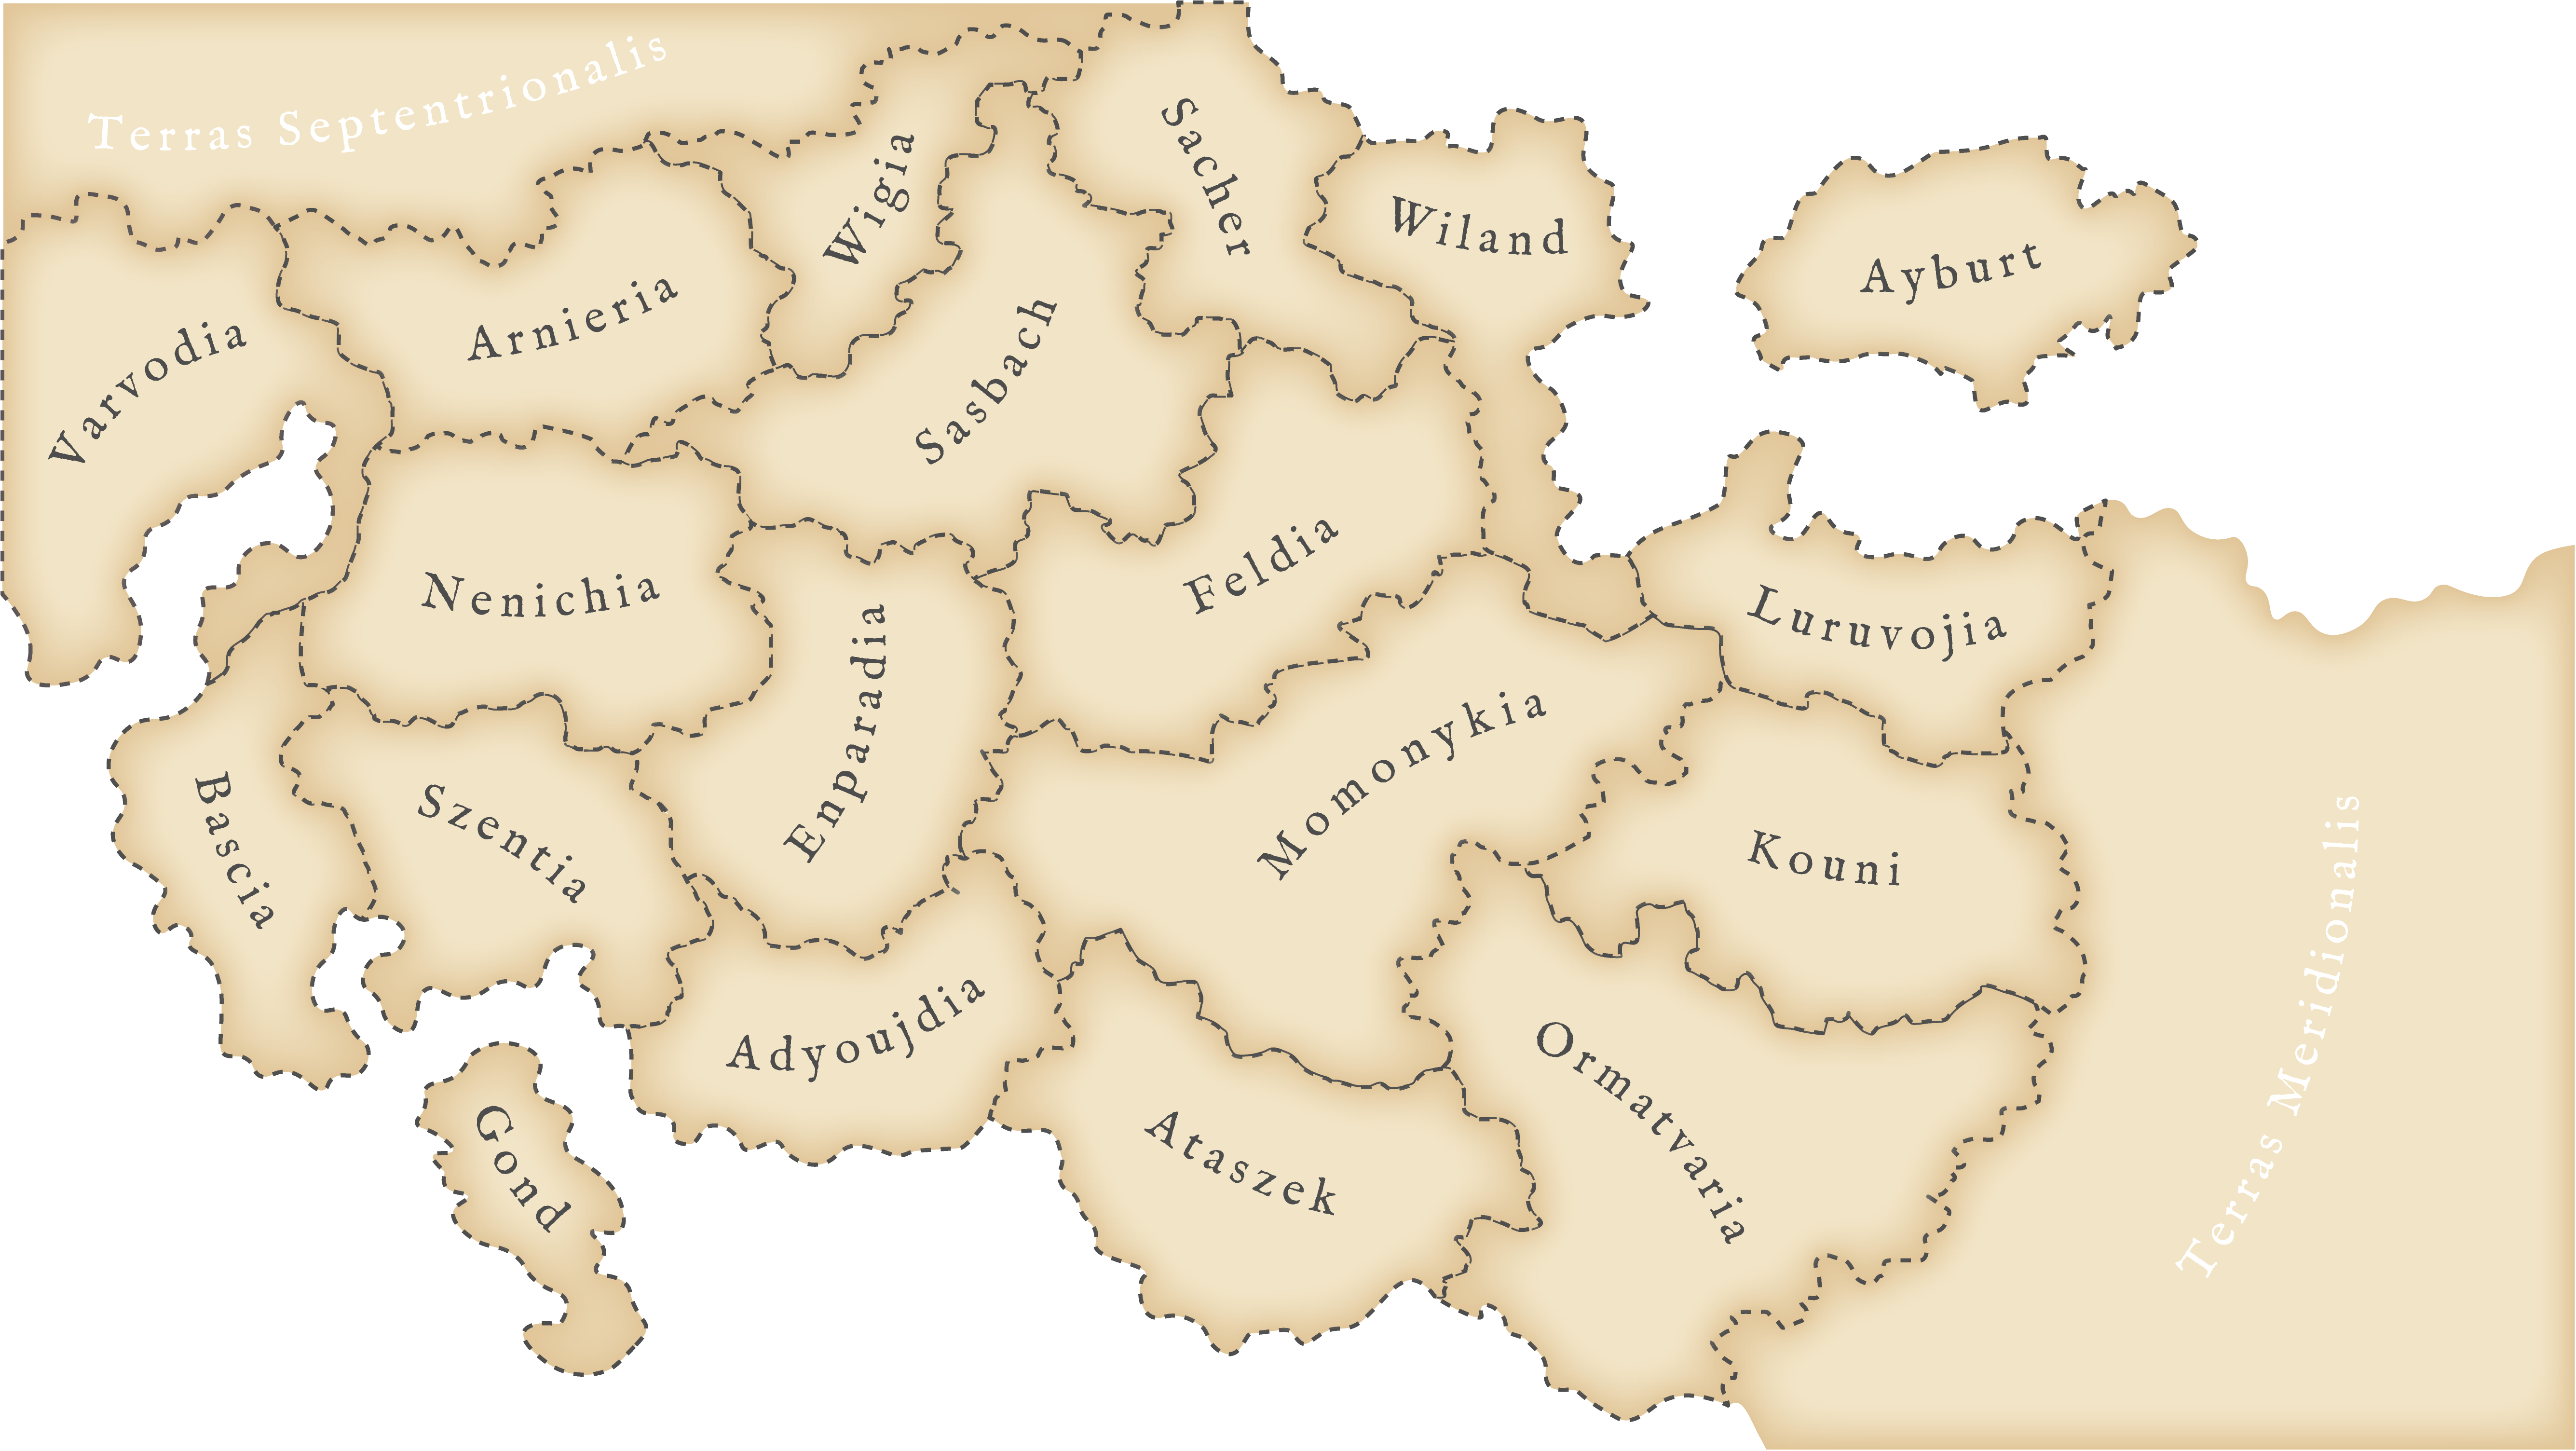 Terras Septentrionalis
Sacher
Wigia
Wiland
Ayburt
Arnieria
Varvodia
Sasbach
Feldia
Nenichia
Luruvojia
Enparadia
Momonykia
Bascia
Szentia
Kouni
Terras Meridionalis
Adyoujdia
Ormatvaria
Gond
Ataszek